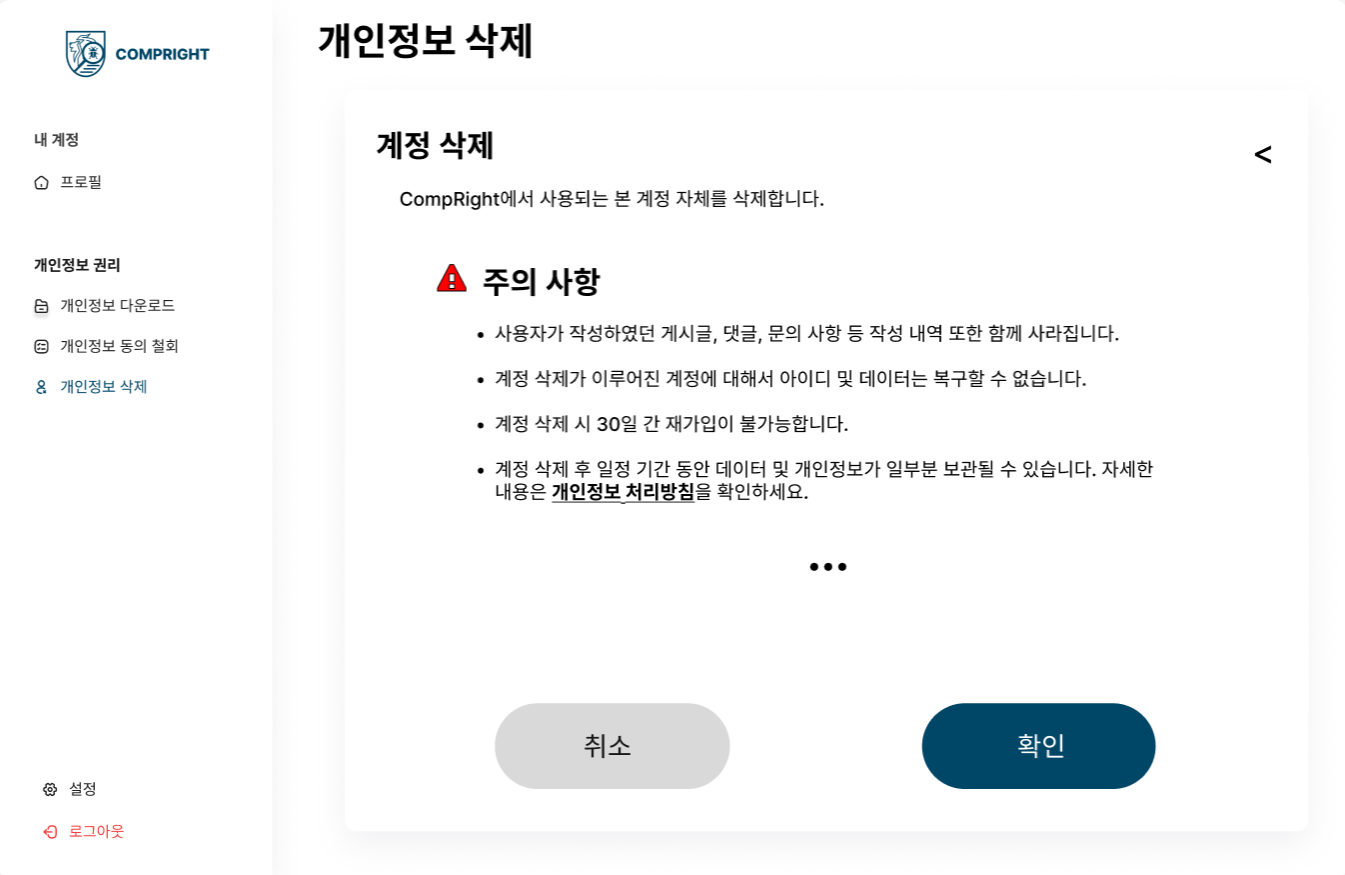 COMPRIGHT
내 계정
프로필
개인정보 권리
개인정보 다운로드
개인정보 동의 철회
개인정보 삭제
설정
로그아웃
개인정보 삭제
계정 삭제
<
CompRight에서 사용되는 본 계정 자체를 삭제합니다.
주의 사항
• 사용자가 작성하였던 게시글, 댓글, 문의 사항 등 작성 내역 또한 함께 사라집니다.
• 계정 삭제가 이루어진 계정에 대해서 아이디 및 데이터는 복구할 수 없습니다.
• 계정 삭제 시 30일 간 재가입이 불가능합니다.
• 계정 삭제 후 일정 기간 동안 데이터 및 개인정보가 일부분 보관될 수 있습니다. 자세한
내용은 개인정보 처리방침을 확인하세요.
•••
취소
확인